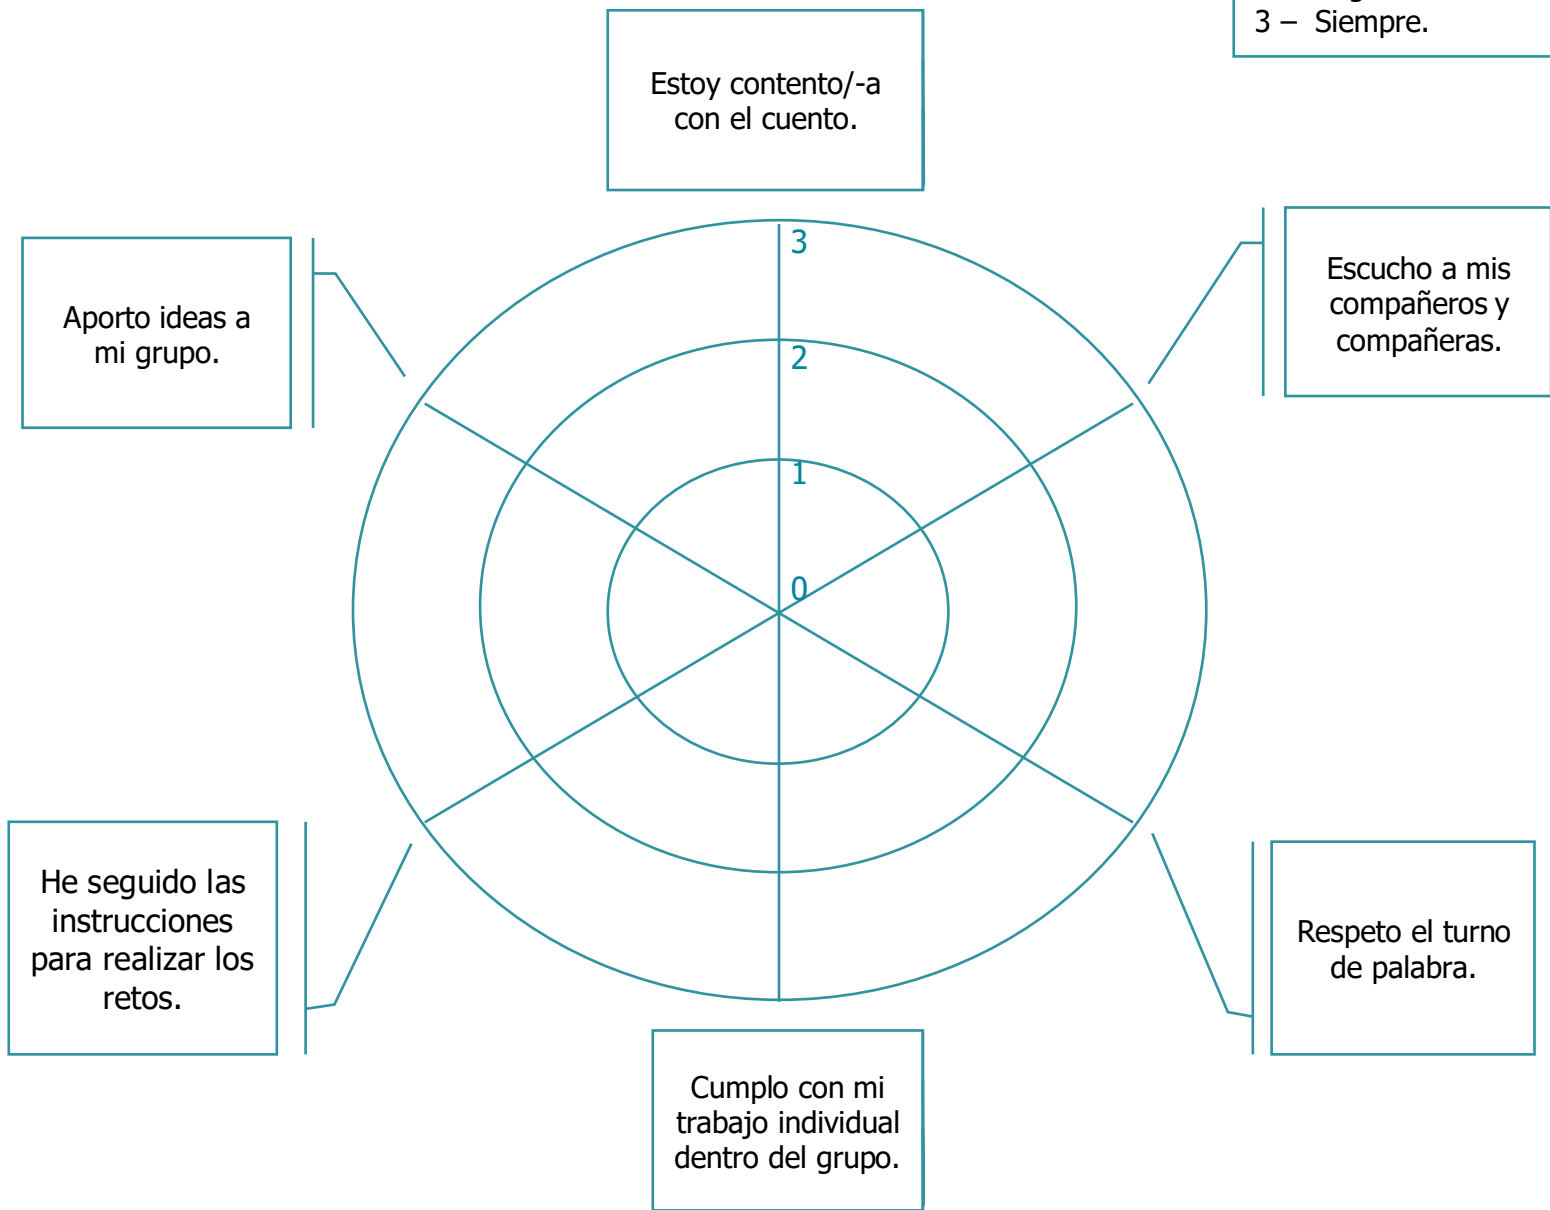 3 – Siempre.
Estoy contento/-a
con el cuento.
Aporto ideas a
mi grupo.
Escucho a mis
compañeros y
compañeras.
3
2
1
0
He seguido las
instrucciones
para realizar los
retos.
Respeto el turno
de palabra.
Cumplo con mi
trabajo individual
dentro del grupo.